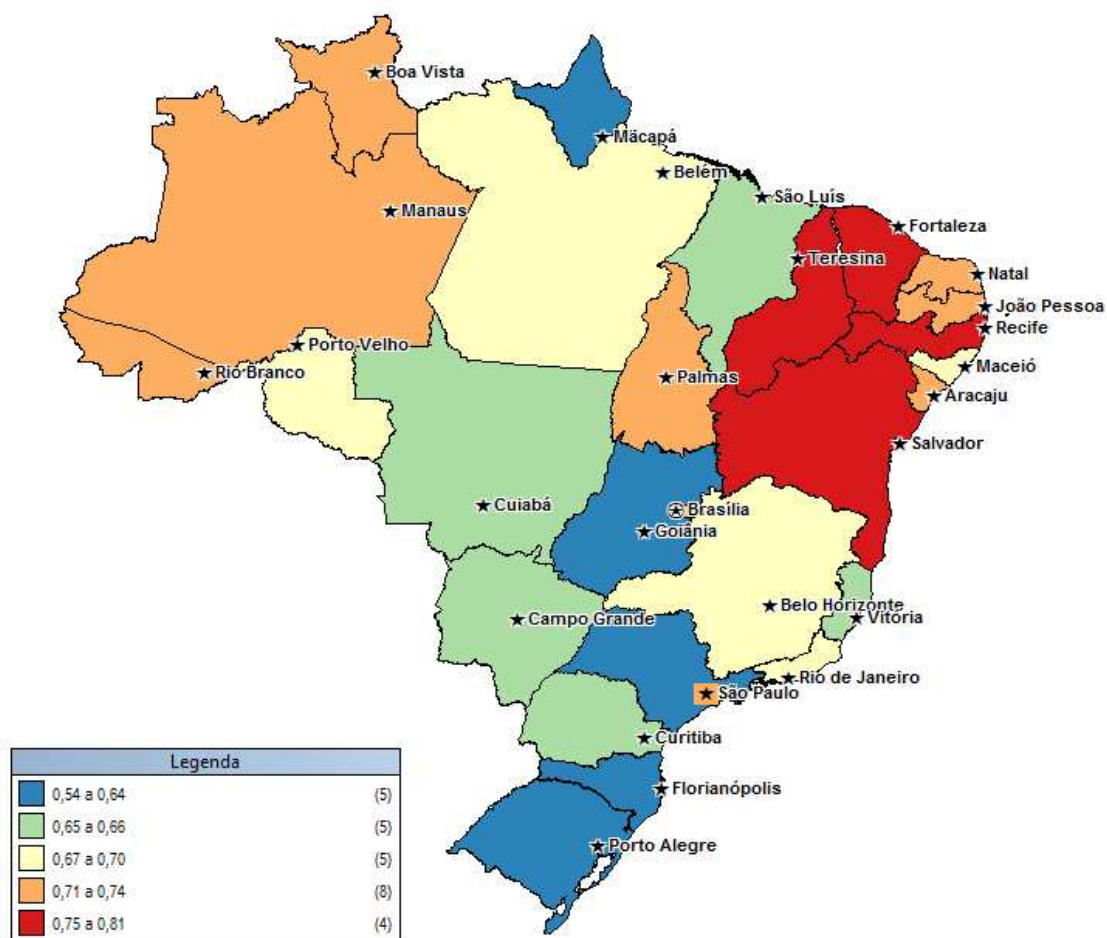 Boa Vista
Mäcapá
Belém
São Luís
Manaus
Fortaleza
Teresina
Natal
João Pessoa
Recife
Porto Velho
Maceió
Rio Branco
Palmas
Aracaju
Salvador
Cuiabá
Brasília
Goiânia
Belo Horizonte
Campo Grande
Vitória
Rio de Janeiro
São Paulo
Curitiba
Florianópolis
Porto Alegre
Legenda
0,54 a 0,64 (5)
0,65 a 0,66 (5)
0,67 a 0,70 (5)
0,71 a 0,74 (8)
0,75 a 0,81 (4)